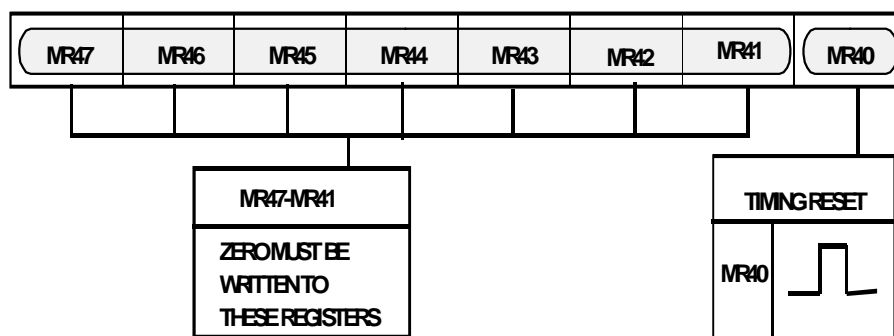 MR47 MR46 MR45 MR44 MR43 MR42 MR41 MR40
MR47-MR41
ZERO MUST BE
WRITTEN TO
THESE REGISTERS
TIMING RESET
MR40